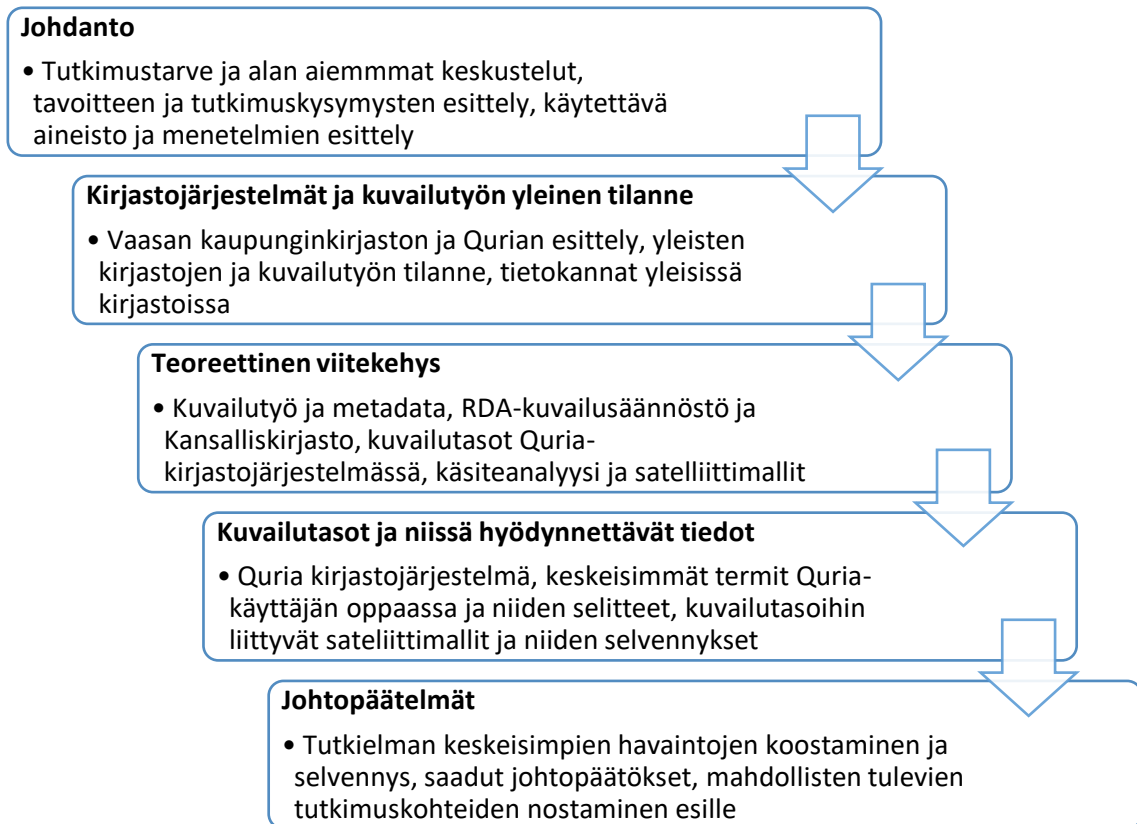 Johdanto
• Tutkimustarve ja alan aiemmmat keskustelut,
tavoitteen ja tutkimuskysymysten esittely, käytettävä
aineisto ja menetelmien esittely
Kirjastojärjestelmät ja kuvailutyön yleinen tilanne
• Vaasan kaupunginkirjaston ja Qurian esittely, yleisten
kirjastojen ja kuvailutyön tilanne, tietokannat yleisissä
kirjastoissa
Teoreettinen viitekehys
• Kuvailutyö ja metadata, RDA-kuvailusäännöstö ja
Kansalliskirjasto, kuvailutasot Quria-
kirjastojärjestelmässä, käsiteanalyysi ja satelliittimallit
Kuvailutasot ja niissä hyödynnettävät tiedot
• Quria kirjastojärjestelmä, keskeisimmät termit Quria-
käyttäjän oppaassa ja niiden selitteet, kuvailutasoihin
liittyvät sateliittimallit ja niiden selvennykset
Johtopäätelmät
• Tutkielman keskeisimpien havaintojen koostaminen ja
selvennys, saadut johtopäätökset, mahdollisten tulevien
tutkimuskohteiden nostaminen esille